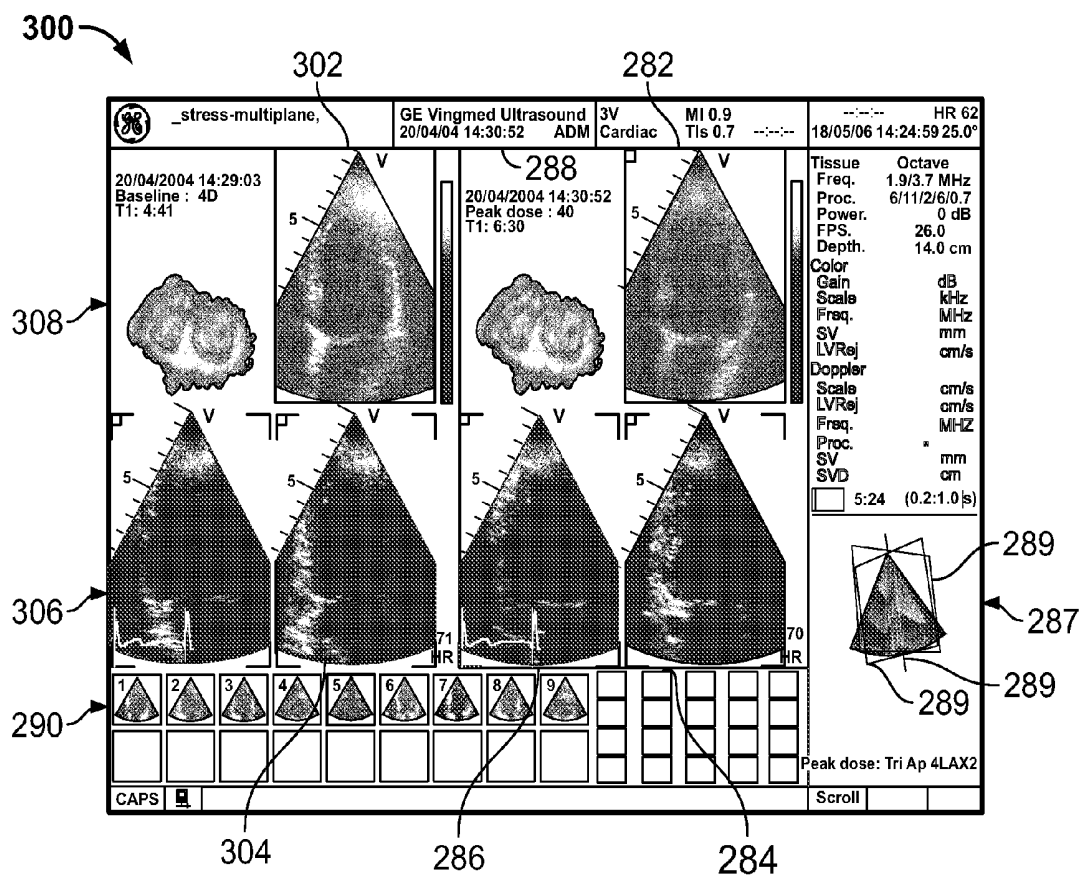 300
302
282
_stress-multiplane,
GE Vingmed Ultrasound
20/04/04 14:30:52 ADM
3V MI 0.9
Cardiac TIs 0.7 --:--:--
--:--:-- HR 62
18/05/06 14:24:59 25.0°
20/04/2004 14:29:03
Baseline : 4D
T1: 4:41
V
5
288
20/04/2004 14:30:52
Peak dose : 40
T1: 6:30
V
5
Tissue Octave
Freq. 1.9/3.7 MHz
Proc. 6/11/2/6/0.7
Power. 0 dB
FPS. 26.0
Depth. 14.0 cm
Color
Gain dB
Scale kHz
Freq. MHz
SV mm
LVRej cm/s
Doppler
Scale cm/s
LVRej cm/s
Freq. MHZ
Proc. *
SV mm
SVD cm
5:24 (0.2:1.0 s)
308
V
5
V
5
V
5
V
5
306
71
HR
70
HR
289
287
289
289
290
1 2 3 4 5 6 7 8 9
Peak dose: Tri Ap 4LAX2
CAPS
Scroll
304
286
284